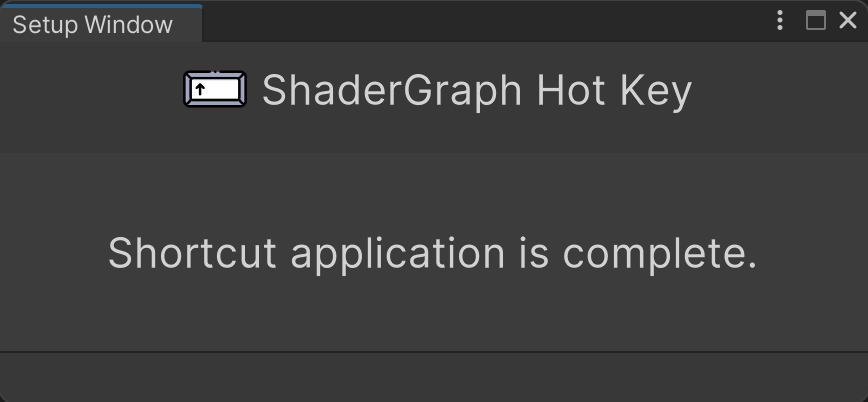 Setup Window
ShaderGraph Hot Key
Shortcut application is complete.